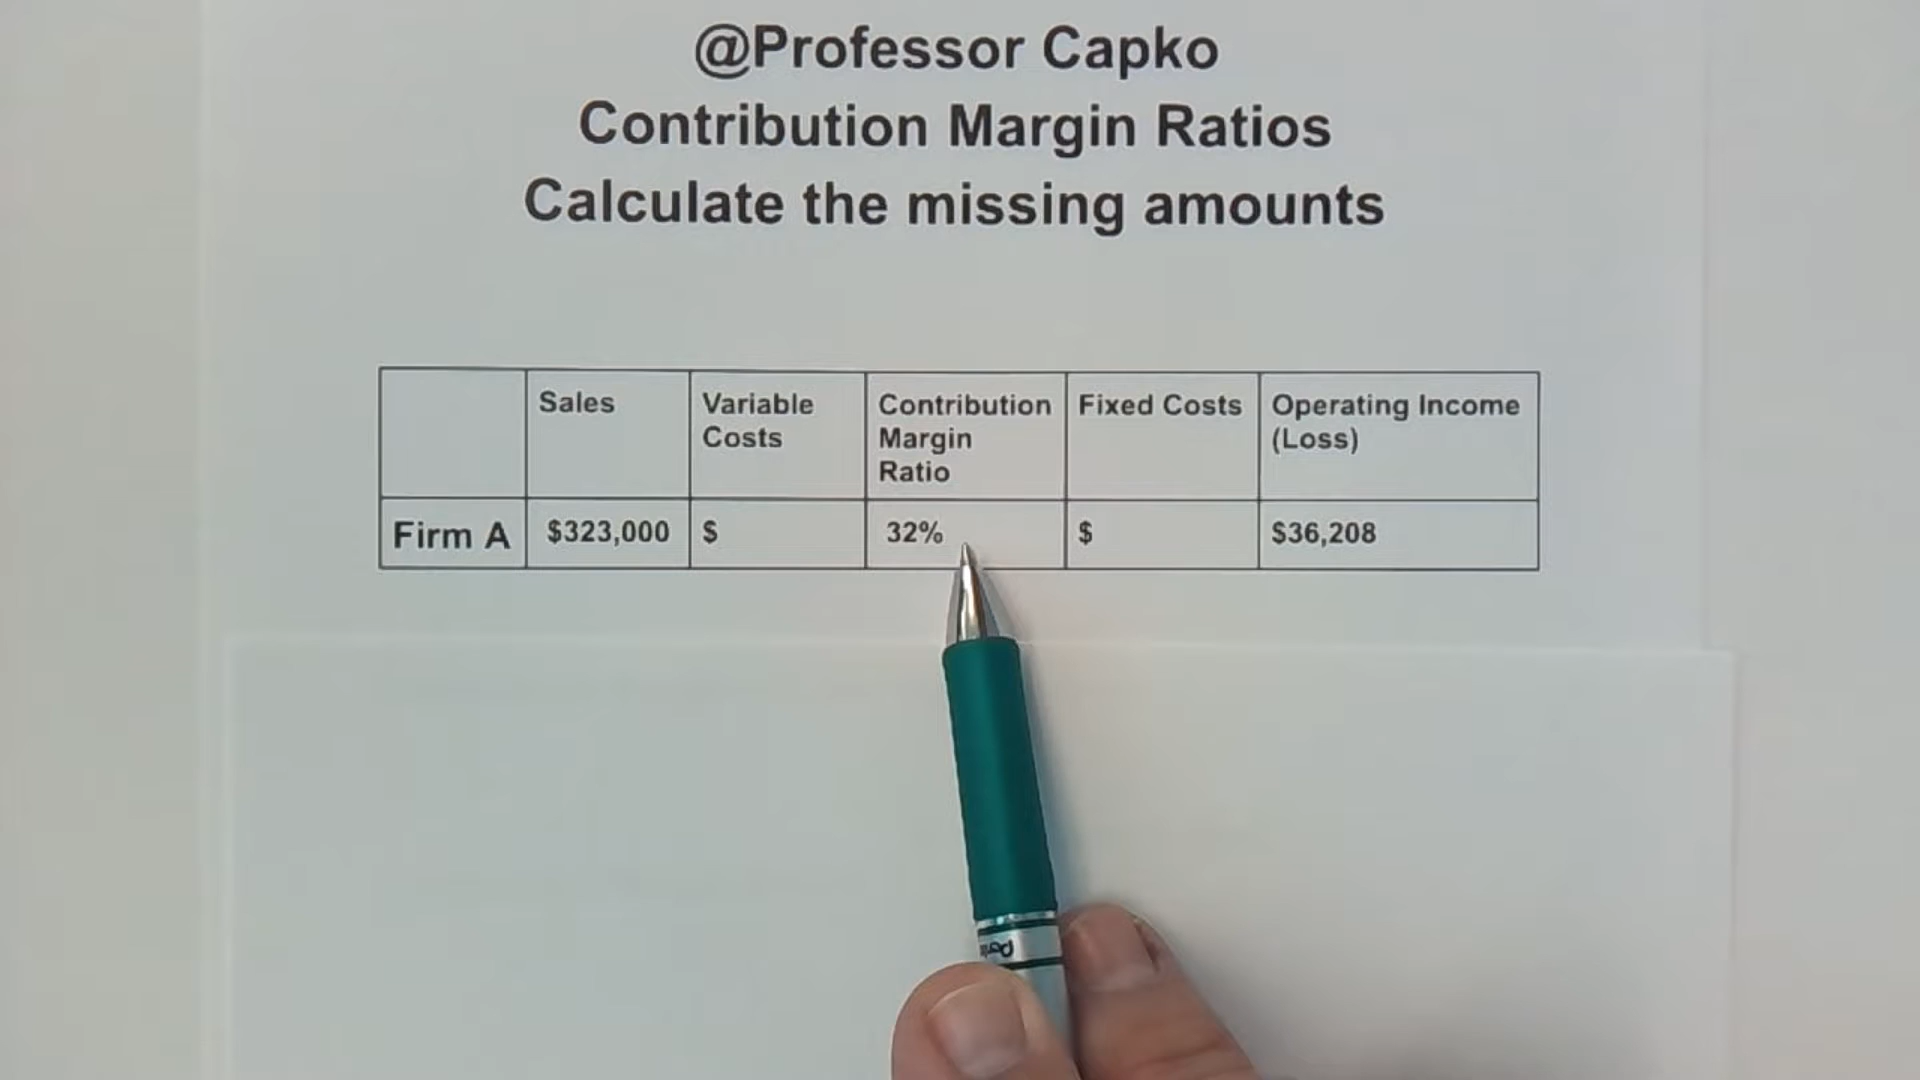 @Professor Capko
Contribution Margin Ratios
Calculate the missing amounts
Sales
Variable
Costs
Contribution
Margin
Ratio
Fixed Costs
Operating Income
(Loss)
Firm A
$323,000
$
32%
$
$36,208